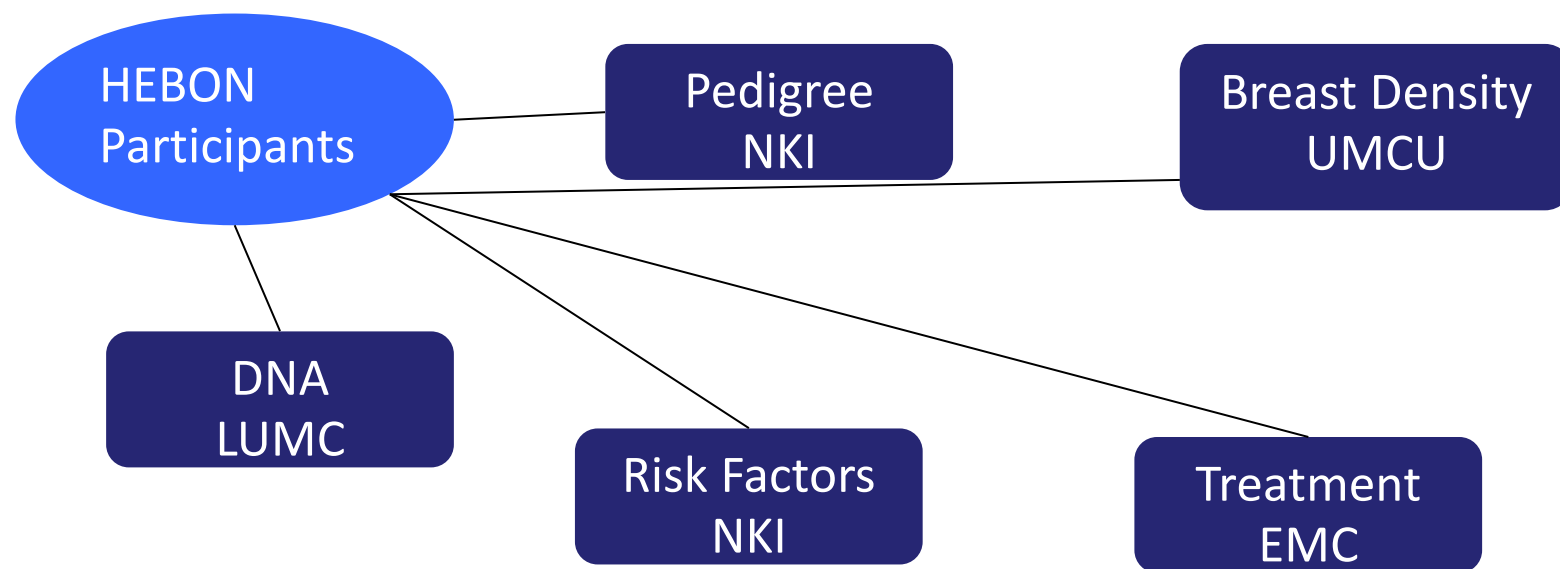 HEBON
Participants
Pedigree
NKI
Breast Density
UMCU
DNA
LUMC
Risk Factors
NKI
Treatment
EMC